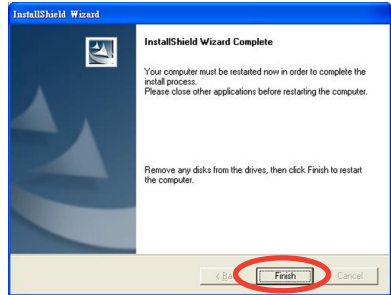 InstallShield Wizard
InstallShield Wizard Complete
Your computer must be restarted now in order to complete the
install process.
Please close other applications before restarting the computer.
Remove any disks from the drives, then click Finish to restart
the computer.
< Ba
Finish
Cancel